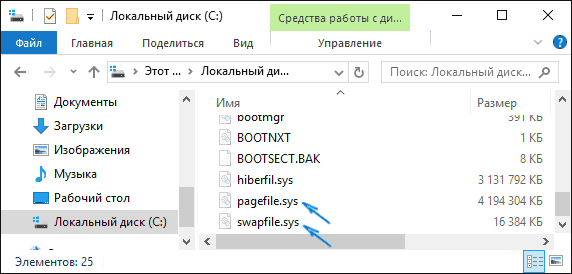 Локальный диск (C:)
Средства работы с ди...
Файл Главная Поделиться Вид Управление
Этот ... Локальный ди... Поиск: Локальный диск...
Имя Размер
Документы
Загрузки
Изображения
Музыка
Рабочий стол
Локальный диск (C:)
bootmgr 391 КБ
BOOTNXT 1 КБ
BOOTSECT.BAK 8 КБ
hiberfil.sys 3 131 792 КБ
pagefile.sys 4 194 304 КБ
swapfile.sys 16 384 КБ
Элементов: 25